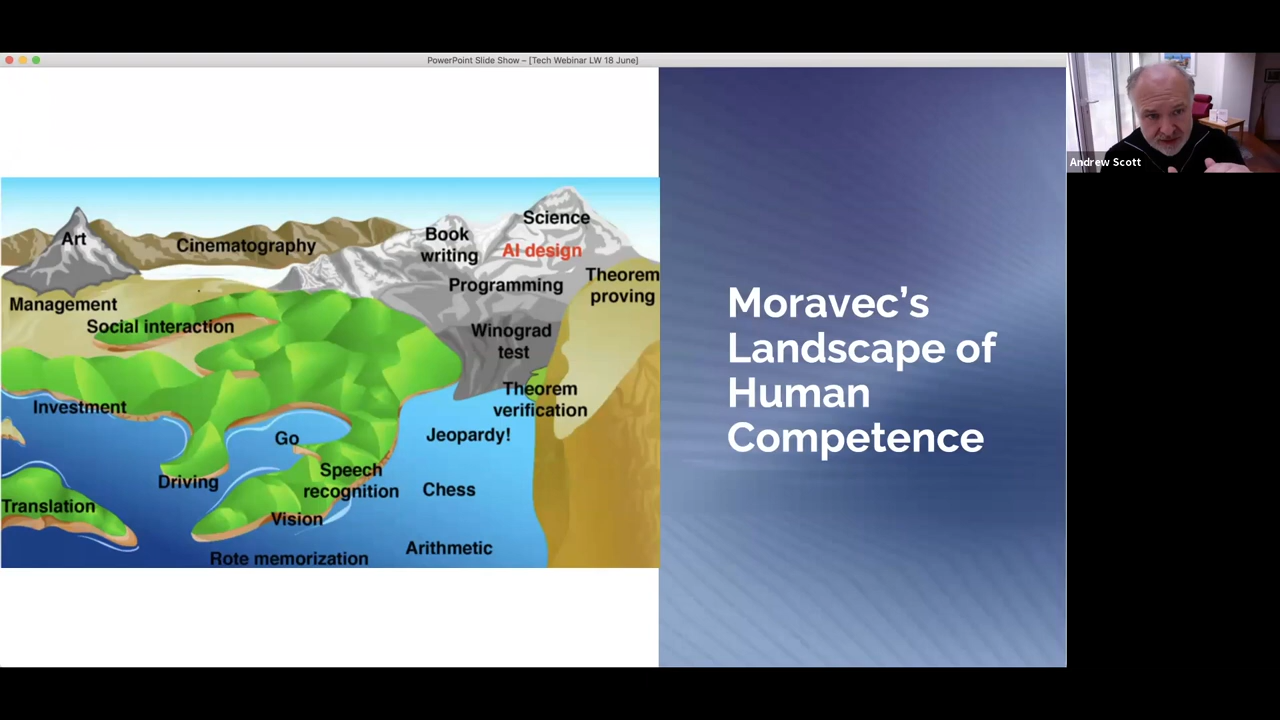 PowerPoint Slide Show – [Tech Webinar LW 18 June]
Science
Art
Book
writing
Cinematography
AI design
Theorem
proving
Programming
Management
Social interaction
Winograd
test
Theorem
verification
Investment
Jeopardy!
Go
Speech
recognition
Driving
Chess
Translation
Vision
Arithmetic
Rote memorization
Moravec’s
Landscape of
Human
Competence
Andrew Scott